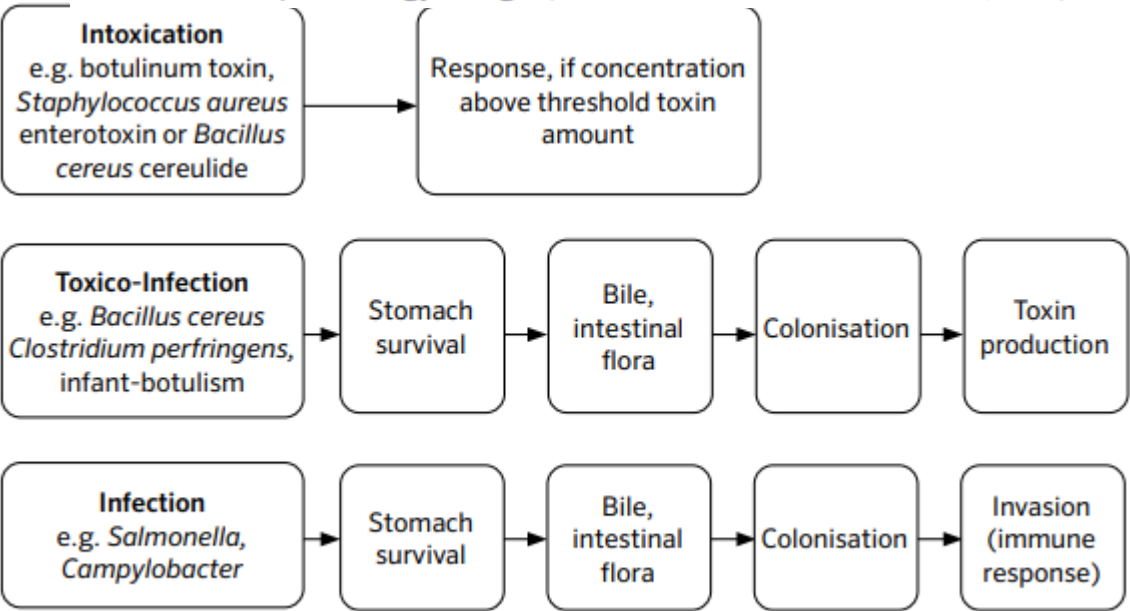 Intoxication
e.g. botulinum toxin,
Staphylococcus aureus
enterotoxin or Bacillus
cereus cereulide
Response, if concentration
above threshold toxin
amount
Toxico-Infection
e.g. Bacillus cereus
Clostridium perfringens,
infant-botulism
Stomach
survival
Bile,
intestinal
flora
Colonisation
Toxin
production
Infection
e.g. Salmonella,
Campylobacter
Stomach
survival
Bile,
intestinal
flora
Colonisation
Invasion
(immune
response)